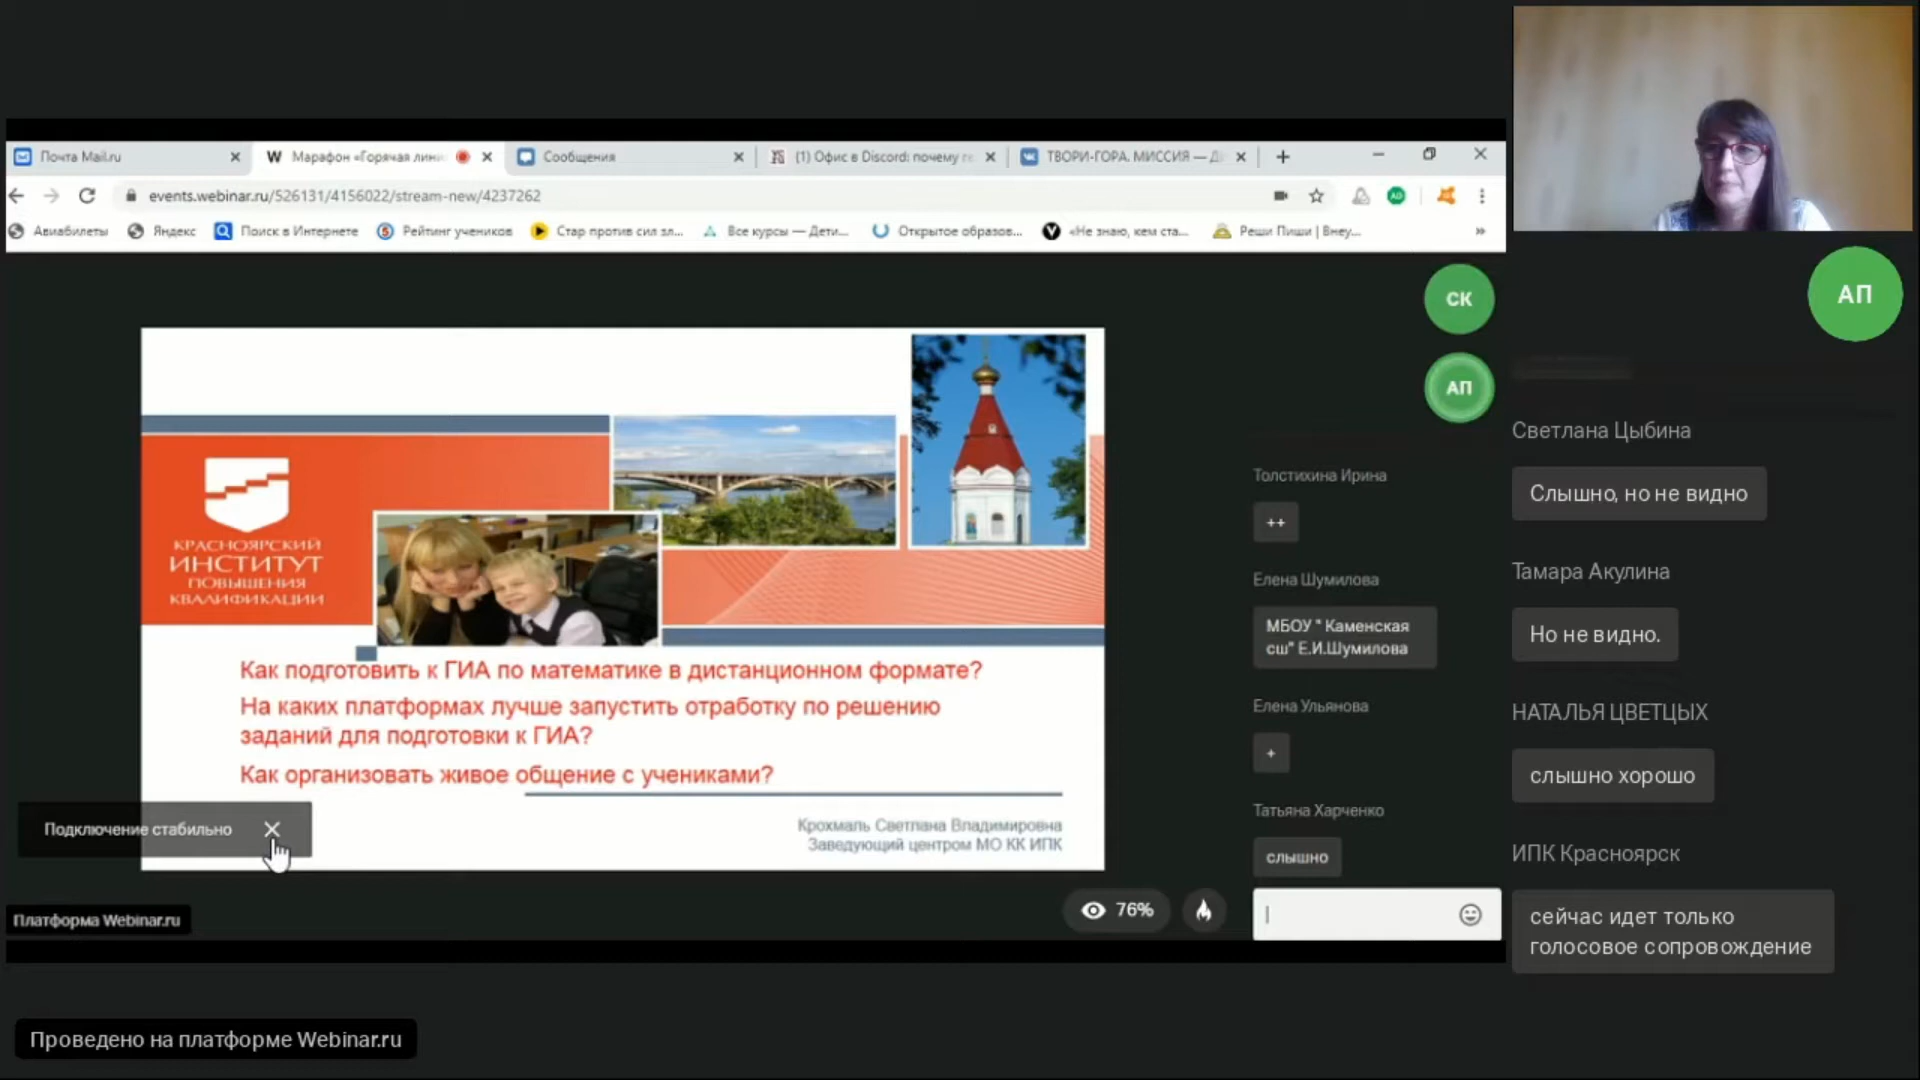 Почта Mail.ru
Марафон «Горячая лини
Сообщения
(1) Офис в Discord: почему
ТВОРИ-ГОРА. МИССИЯ — Д
events.webinar.ru/526131/4156022/stream-new/4237262
Авиабилеты
Яндекс
Поиск в Интернете
Рейтинг учеников
Стар против сил зл...
Все курсы — Дети...
Открытое образов...
«Не знаю, кем ста...
Реши Пиши | Внеу...
»
СК
АП
КРАСНОЯРСКИЙ
ИНСТИТУТ
ПОВЫШЕНИЯ
КВАЛИФИКАЦИИ
Как подготовить к ГИА по математике в дистанционном формате?
На каких платформах лучше запустить отработку по решению
заданий для подготовки к ГИА?
Как организовать живое общение с учениками?
Крохмаль Светлана Владимировна
Заведующий центром МО КК ИПК
Подключение стабильно
Платформа Webinar.ru
76%
Толстихина Ирина
++
Елена Шумилова
МБОУ " Каменская
сш" Е.И.Шумилова
Елена Ульянова
+
Татьяна Харченко
слышно
АП
Светлана Цыбина
Слышно, но не видно
Тамара Акулина
Но не видно.
НАТАЛЬЯ ЦВЕТЦЫХ
слышно хорошо
ИПК Красноярск
сейчас идет только
голосовое сопровождение
Проведено на платформе Webinar.ru